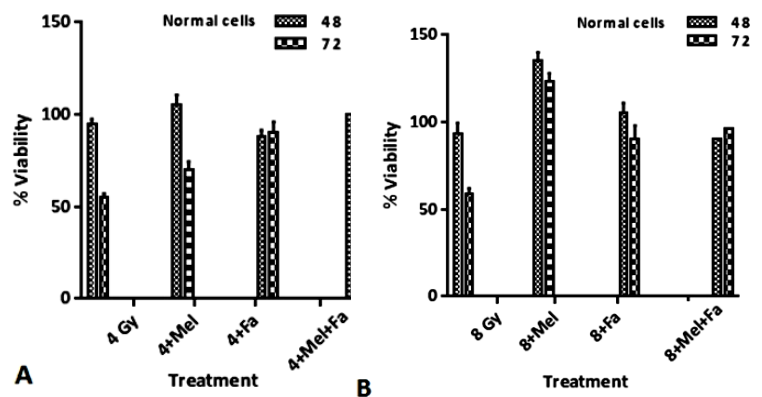 Normal cells
48
72
% Viability
150
100
50
0
4 Gy
4+Mel
4+Fa
4+Mel+Fa
Treatment
A
Normal cells
48
72
% Viability
150
100
50
0
8 Gy
8+Mel
8+Fa
8+Mel+Fa
Treatment
B